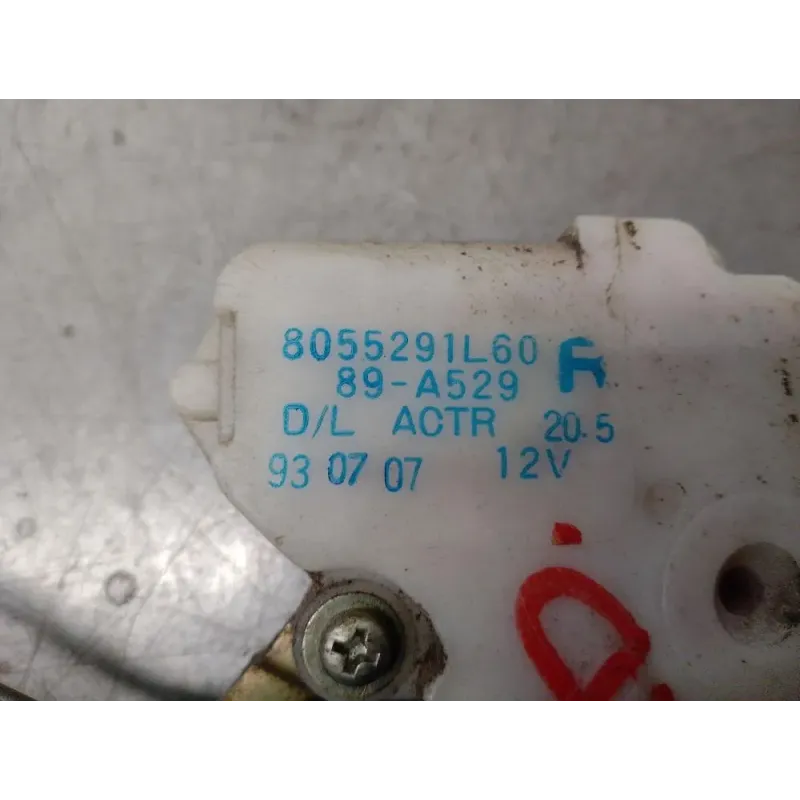 8055291L60 R
89-A529
D/L ACTR 20.5
93 07 07 12V